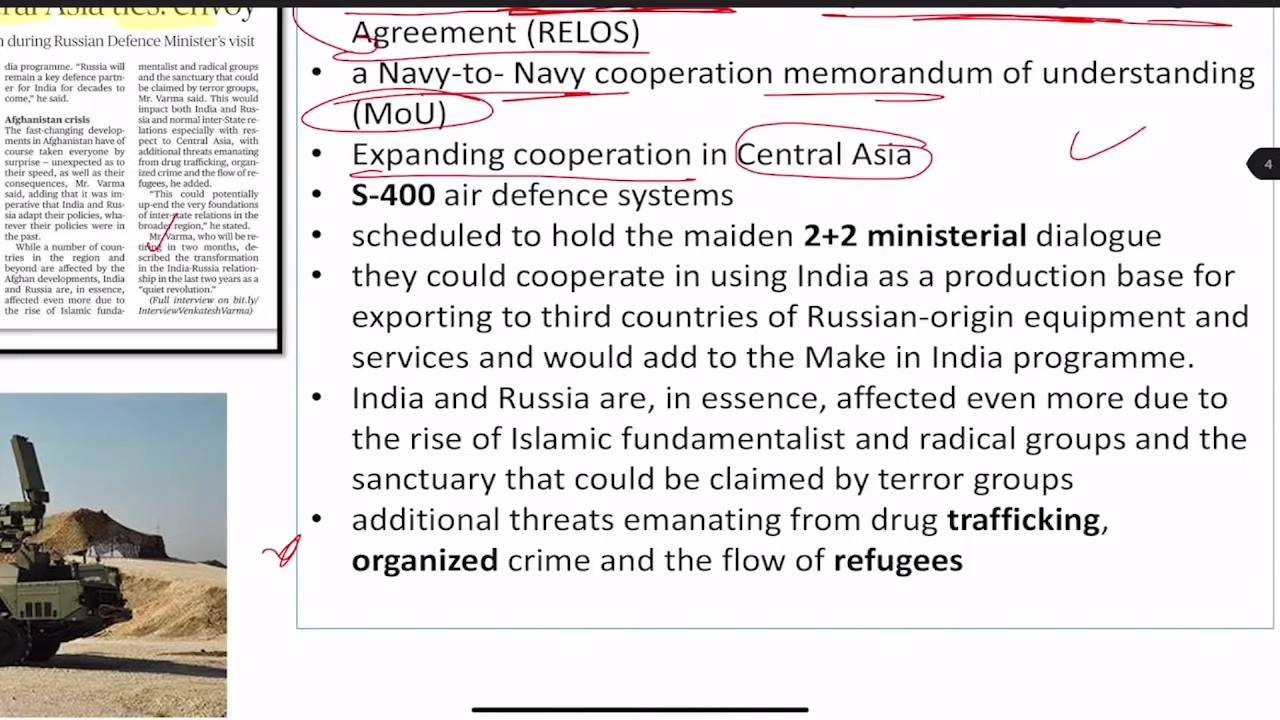 ral Asia ties: envoy
n during Russian Defence Minister's visit
dia programme. "Russia will
remain a key defence partn-
er for India for decades to
come," he said.
Afghanistan crisis
The fast-changing develop-
ments in Afghanistan have of
course taken everyone by
surprise — unexpected as to
their speed, as well as their
consequences, Mr. Varma
said, adding that it was im-
perative that India and Rus-
sia adapt their policies, wha-
tever their policies were in
the past.
While a number of coun-
tries in the region and
beyond are affected by the
Afghan developments, India
and Russia are, in essence,
affected even more due to
the rise of Islamic funda-
mentalist and radical groups
and the sanctuary that could
be claimed by terror groups,
Mr. Varma said. This would
impact both India and Rus-
sia and normal inter-State re-
lations especially with res-
pect to Central Asia, with
additional threats emanating
from drug trafficking, organ-
ized crime and the flow of re-
fugees, he added.
"This could potentially
up-end the very foundations
of inter-state relations in the
broader region," he stated.
Mr. Varma, who will be re-
tiring in two months, de-
scribed the transformation
in the India-Russia relation-
ship in the last two years as a
"quiet revolution."
(Full interview on bit.ly/
InterviewVenkateshVarma)
Agreement (RELOS)
• a Navy-to- Navy cooperation memorandum of understanding
(MoU)
• Expanding cooperation in Central Asia
• S-400 air defence systems
• scheduled to hold the maiden 2+2 ministerial dialogue
• they could cooperate in using India as a production base for
exporting to third countries of Russian-origin equipment and
services and would add to the Make in India programme.
• India and Russia are, in essence, affected even more due to
the rise of Islamic fundamentalist and radical groups and the
sanctuary that could be claimed by terror groups
• additional threats emanating from drug trafficking,
organized crime and the flow of refugees
4